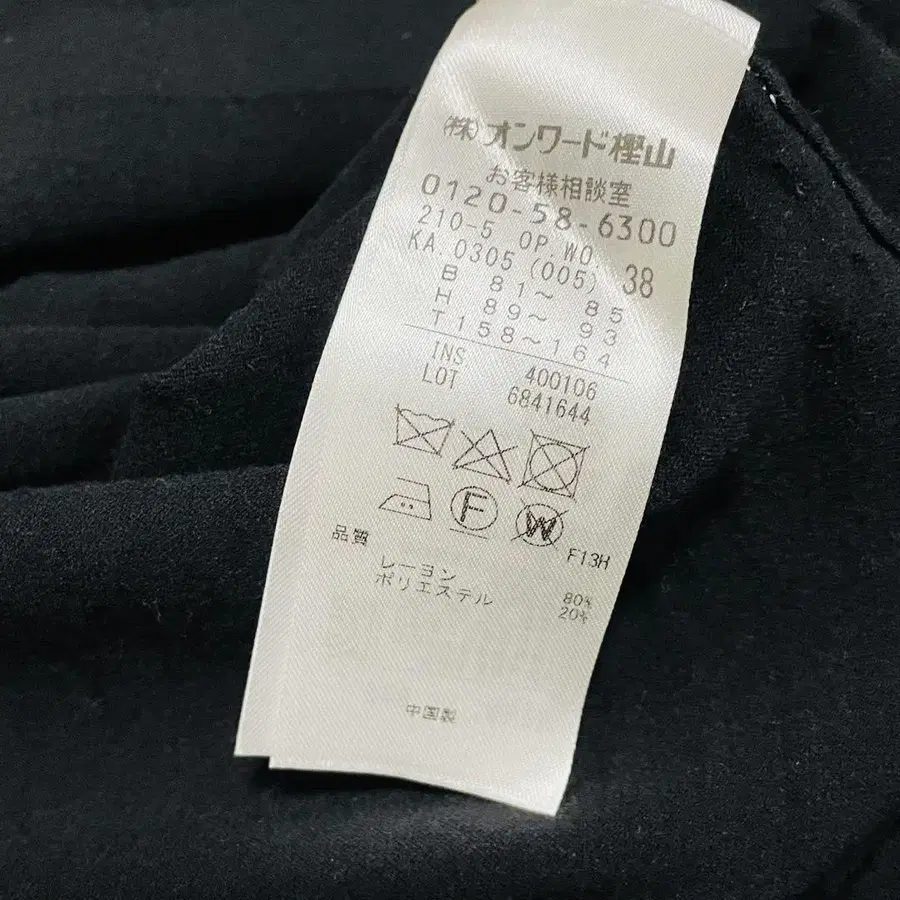 (株)オンワード樫山
お客様相談室
0120-58-6300
210-5 OP.WO
KA.0305 (005) 38
B 81～ 85
H 89～ 93
T 158～164
INS 400106
LOT 6841644
F
W
F13H
品質
レーヨン 80%
ポリエステル 20%
中国製